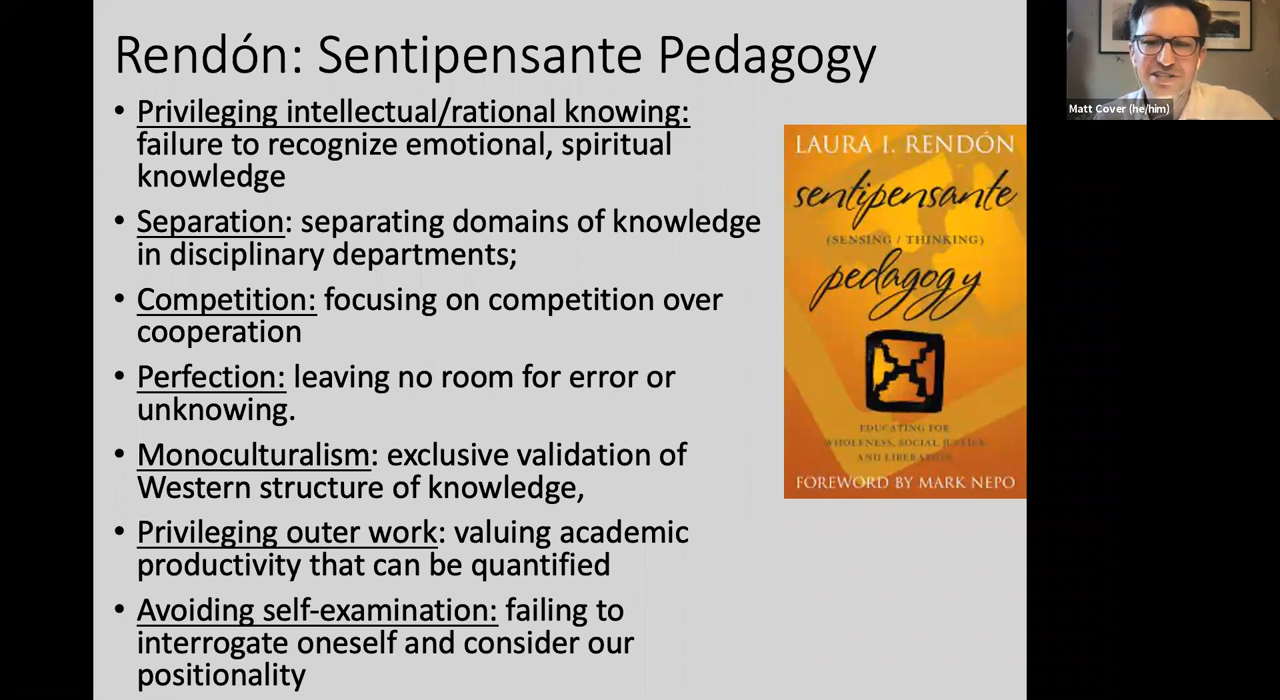 Rendón: Sentipensante Pedagogy
• Privileging intellectual/rational knowing:
failure to recognize emotional, spiritual
knowledge
• Separation: separating domains of knowledge
in disciplinary departments;
• Competition: focusing on competition over
cooperation
• Perfection: leaving no room for error or
unknowing.
• Monoculturalism: exclusive validation of
Western structure of knowledge,
• Privileging outer work: valuing academic
productivity that can be quantified
• Avoiding self-examination: failing to
interrogate oneself and consider our
positionality
LAURA I. RENDÓN
sentipensante
(SENSING / THINKING)
pedagogy
EDUCATING FOR
WHOLENESS, SOCIAL JUSTICE
AND LIBERATION
FOREWORD BY MARK NEPO
Matt Cover (he/him)